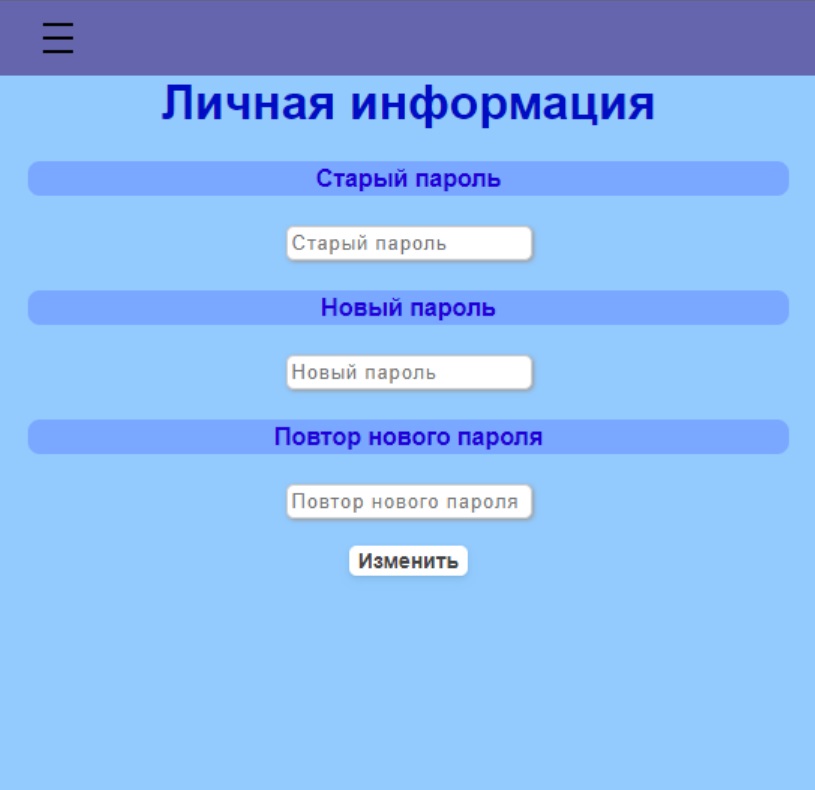 Личная информация
Старый пароль
Старый пароль
Новый пароль
Новый пароль
Повтор нового пароля
Повтор нового пароля
Изменить